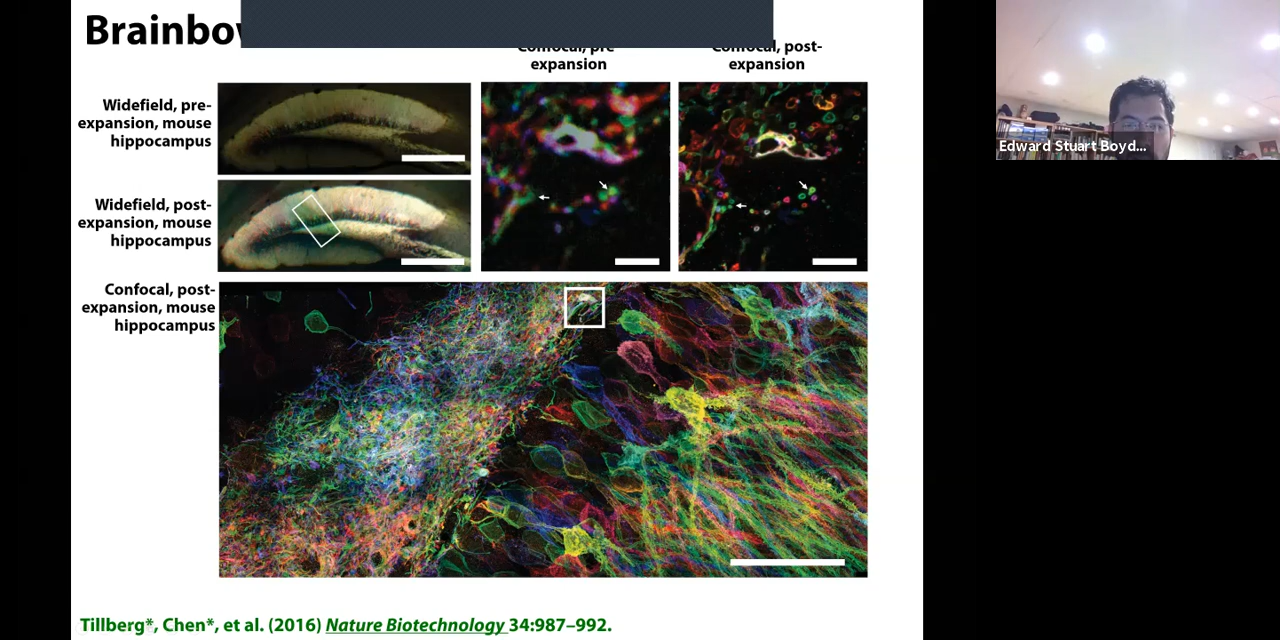 Brainbo
Confocal, pre
expansion
Confocal, post-
expansion
Widefield, pre-
expansion, mouse
hippocampus
Widefield, post-
expansion, mouse
hippocampus
Confocal, post-
expansion, mouse
hippocampus
Edward Stuart Boyd...
Tillberg*, Chen*, et al. (2016) Nature Biotechnology 34:987–992.